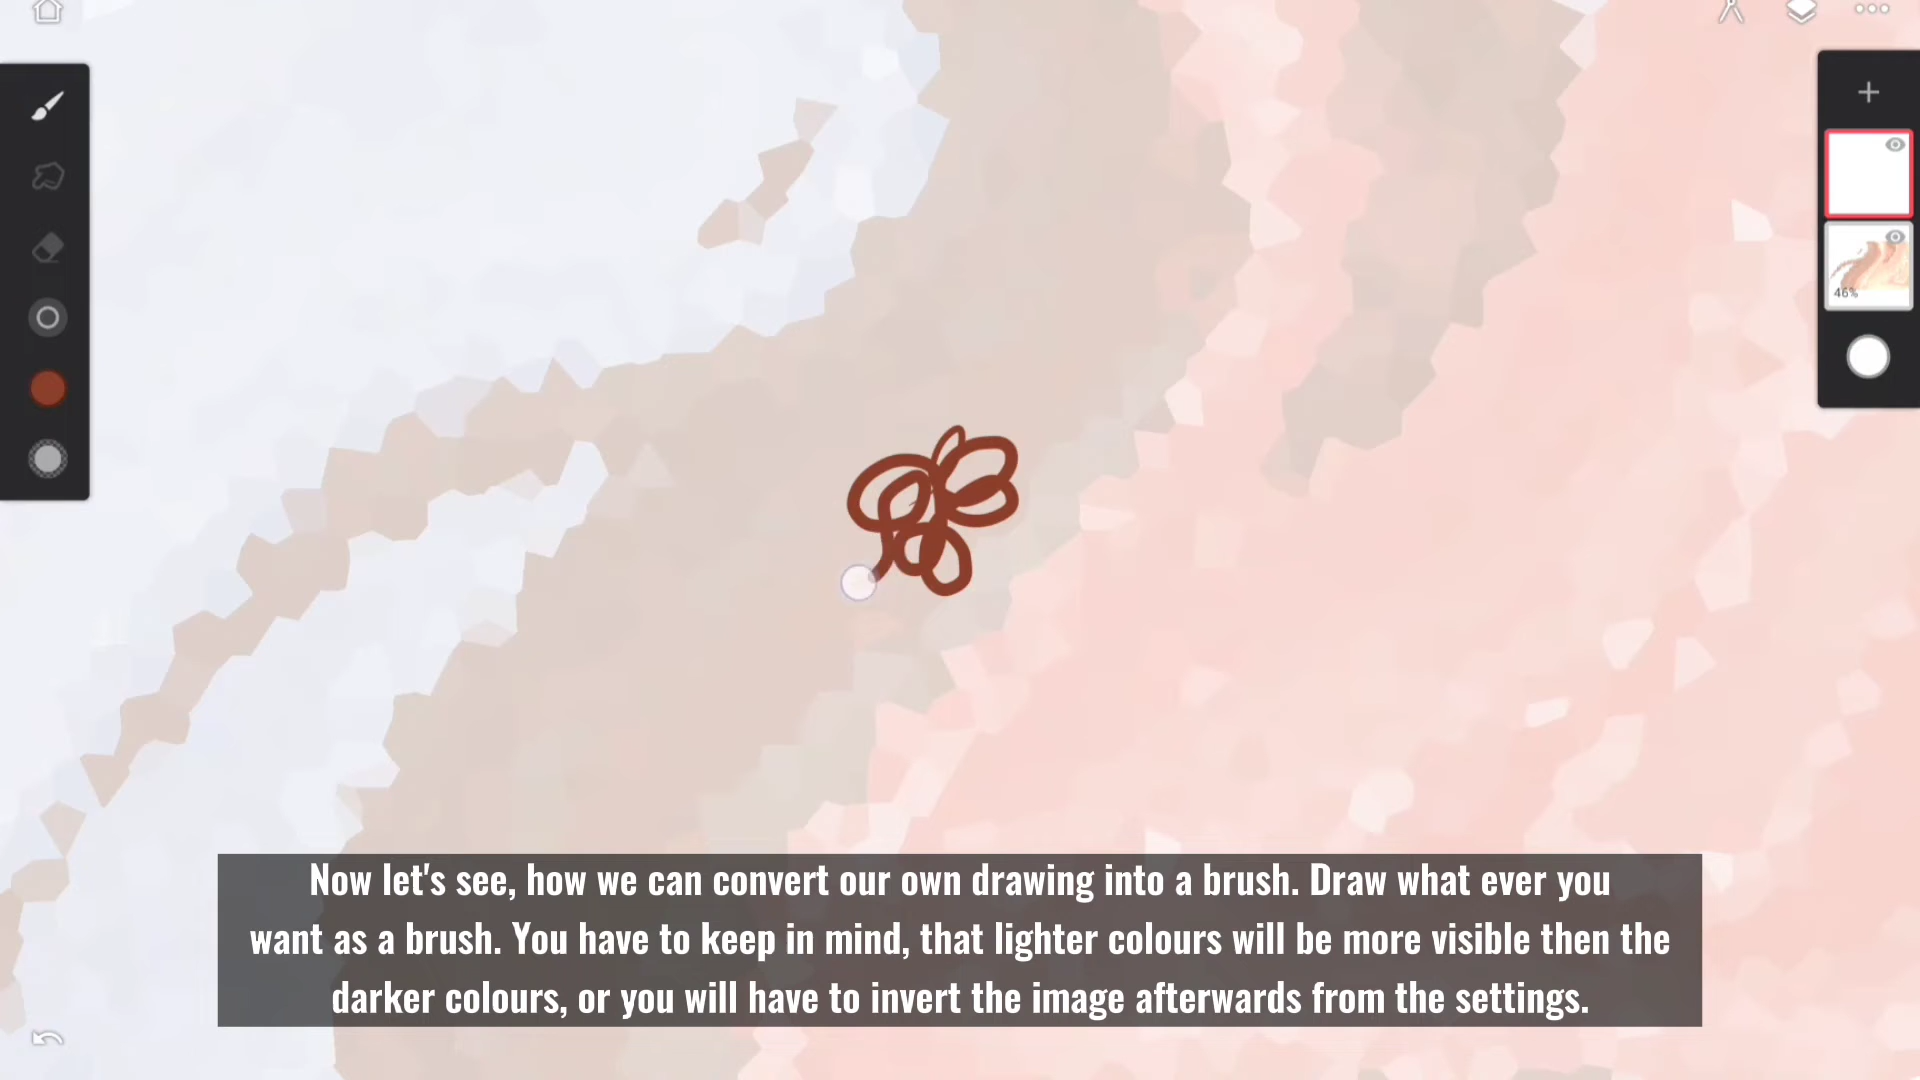 46%
Now let's see, how we can convert our own drawing into a brush. Draw what ever you
want as a brush. You have to keep in mind, that lighter colours will be more visible then the
darker colours, or you will have to invert the image afterwards from the settings.